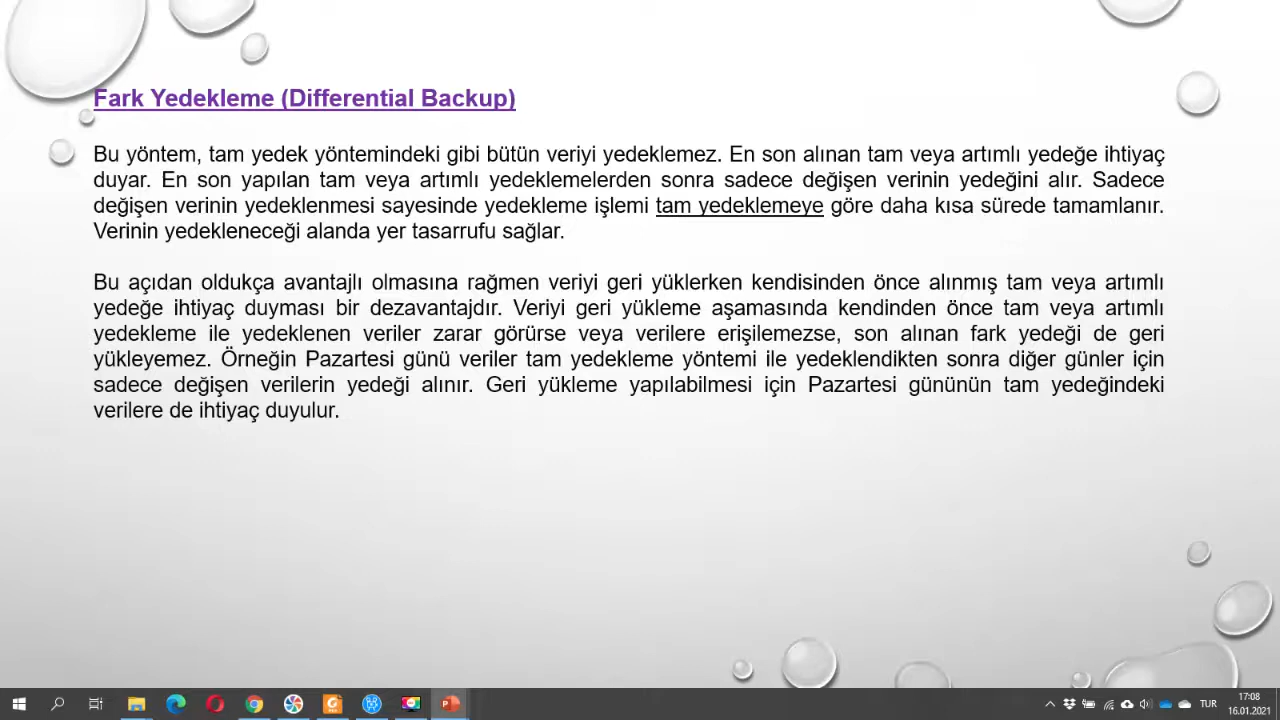 Fark Yedekleme (Differential Backup)
Bu yöntem, tam yedek yöntemindeki gibi bütün veriyi yedeklemez. En son alınan tam veya artımlı yedeğe ihtiyaç
duyar. En son yapılan tam veya artımlı yedeklemelerden sonra sadece değişen verinin yedeğini alır. Sadece
değişen verinin yedeklenmesi sayesinde yedekleme işlemi tam yedeklemeye göre daha kısa sürede tamamlanır.
Verinin yedekleneceği alanda yer tasarrufu sağlar.
Bu açıdan oldukça avantajlı olmasına rağmen veriyi geri yüklerken kendisinden önce alınmış tam veya artımlı
yedeğe ihtiyaç duyması bir dezavantajdır. Veriyi geri yükleme aşamasında kendinden önce tam veya artımlı
yedekleme ile yedeklenen veriler zarar görürse veya verilere erişilemezse, son alınan fark yedeği de geri
yükleyemez. Örneğin Pazartesi günü veriler tam yedekleme yöntemi ile yedeklendikten sonra diğer günler için
sadece değişen verilerin yedeği alınır. Geri yükleme yapılabilmesi için Pazartesi gününün tam yedeğindeki
verilere de ihtiyaç duyulur.
TUR
17:08
16.01.2021